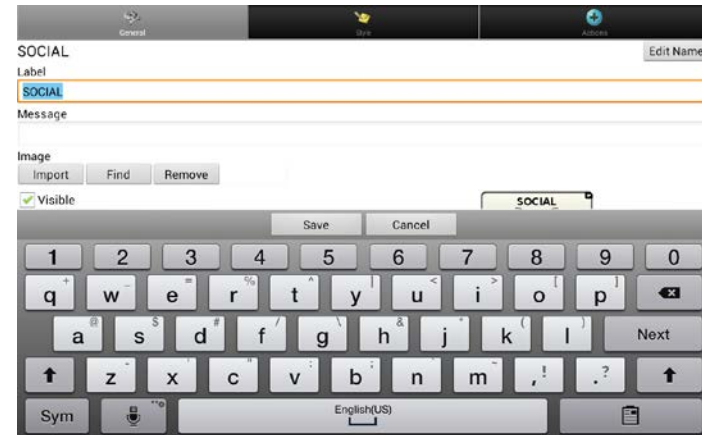 General Style Actions
SOCIAL Edit Name
Label
SOCIAL
Message
Image
Import Find Remove
Visible SOCIAL
Save Cancel
1 2 3 4 5 6 7 8 9 0
q + w _ e = r % t ^ y | u < i > o [ p ]
a @ s $ d # f / g \ h & j * k ( l ) Next
z x c v : b ; n m , ! . ?
Sym English(US)